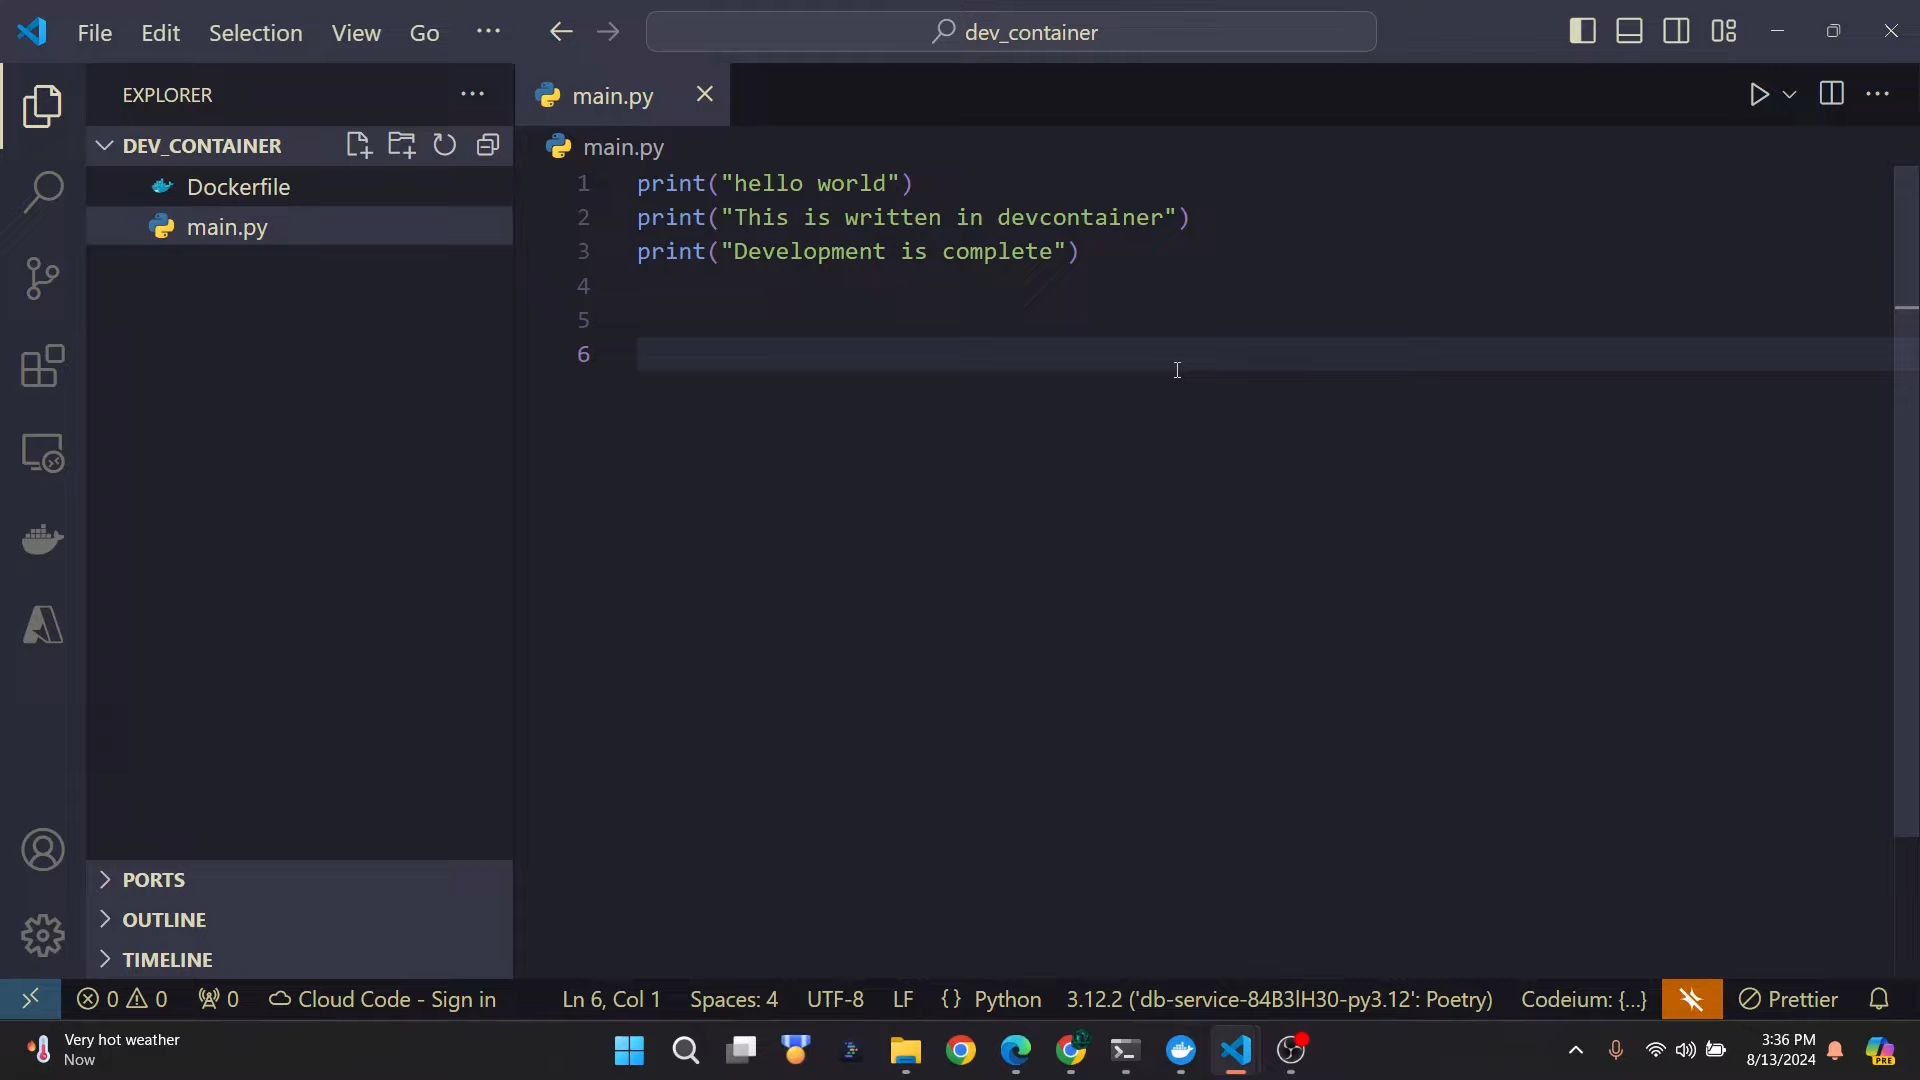 File Edit Selection View Go ···
dev_container
EXPLORER
main.py
DEV_CONTAINER
main.py
Dockerfile
main.py
1 print("hello world")
2 print("This is written in devcontainer")
3 print("Development is complete")
4
5
6
PORTS
OUTLINE
TIMELINE
0 0 0 Cloud Code - Sign in Ln 6, Col 1 Spaces: 4 UTF-8 LF {} Python 3.12.2 ('db-service-84B3lH30-py3.12': Poetry) Codeium: {...} Prettier
Very hot weather
Now
3:36 PM
8/13/2024
PRE